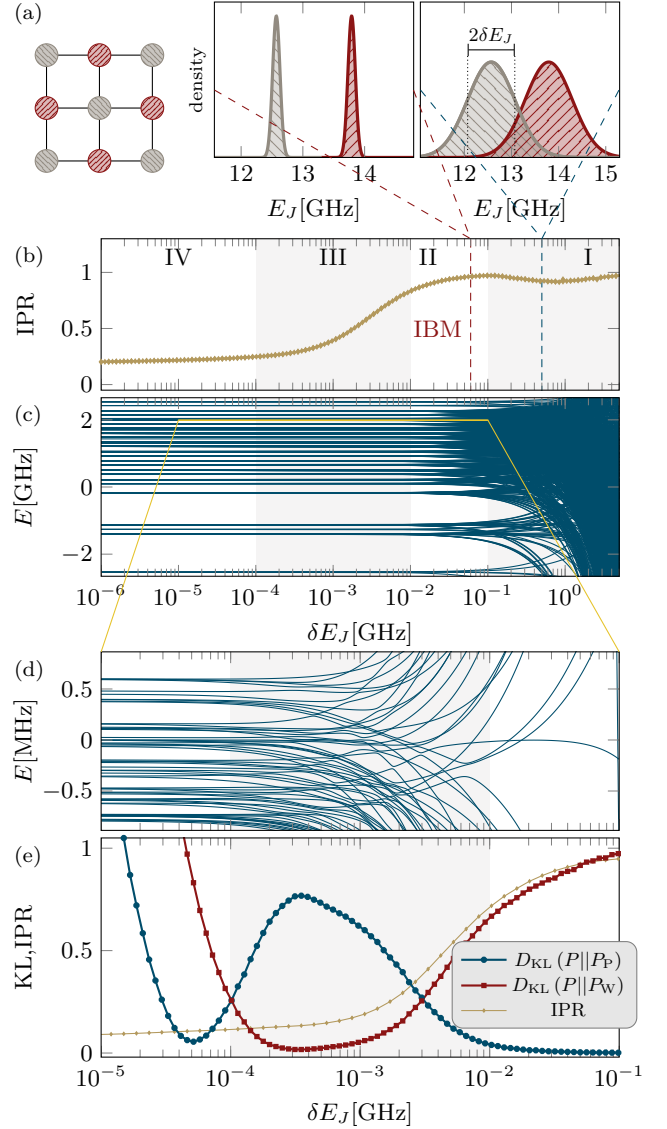 (a)
density
2δE_J
12 13 14
12 13 14 15
E_J[GHz]
E_J[GHz]
(b)
IV III II I
IPR
1
0.5
0
IBM
(c)
E[GHz]
2
0
−2
10^−6 10^−5 10^−4 10^−3 10^−2 10^−1 10^0
δE_J[GHz]
(d)
E[MHz]
0.5
0
−0.5
(e)
KL,IPR
1
0.5
0
D_KL (P||P_P)
D_KL (P||P_W)
IPR
10^−5 10^−4 10^−3 10^−2 10^−1
δE_J[GHz]